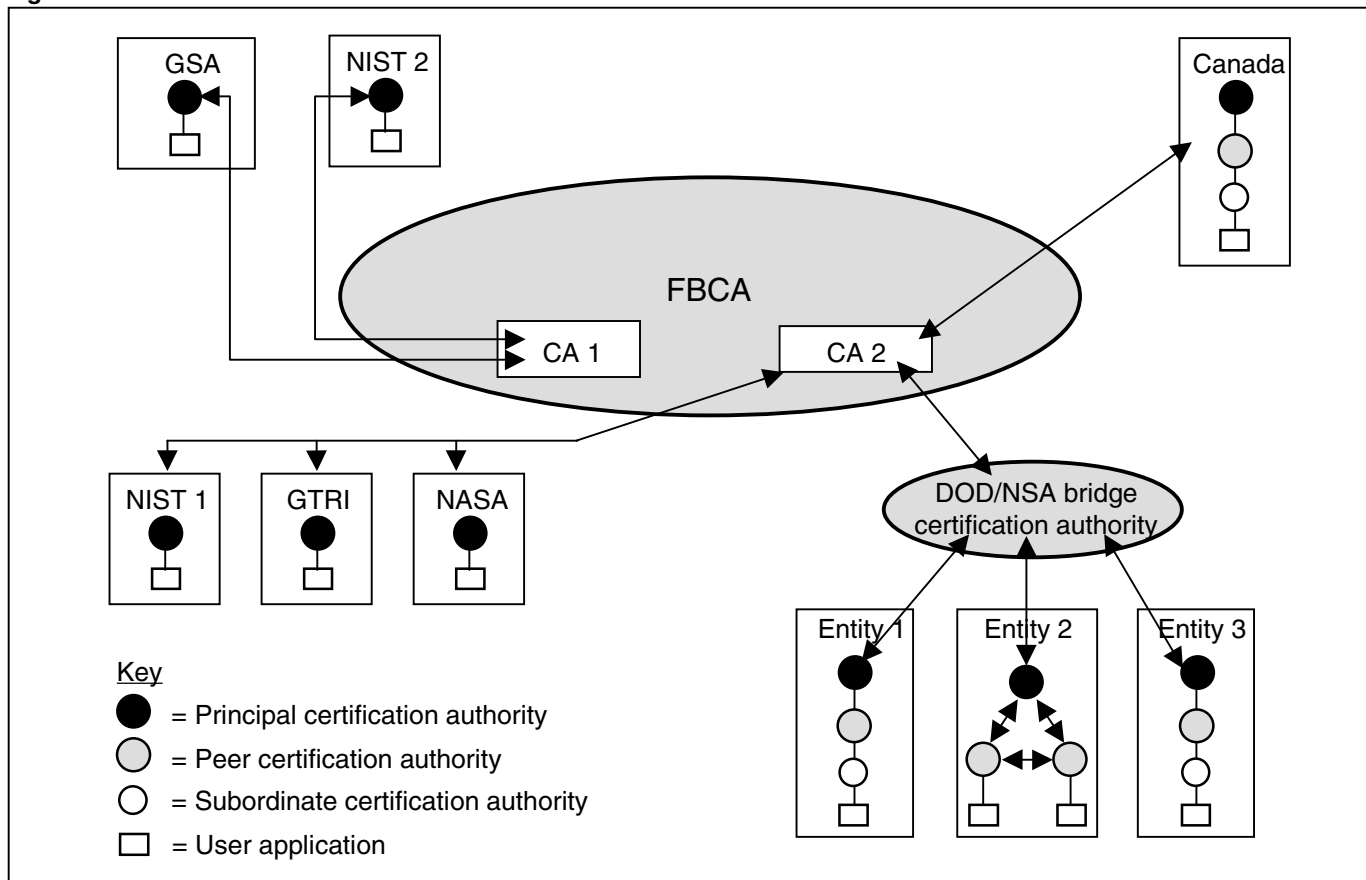 GSA
NIST 2
Canada
FBCA
CA 1
CA 2
NIST 1
GTRI
NASA
DOD/NSA bridge
certification authority
Entity 1
Entity 2
Entity 3
Key
= Principal certification authority
= Peer certification authority
= Subordinate certification authority
= User application